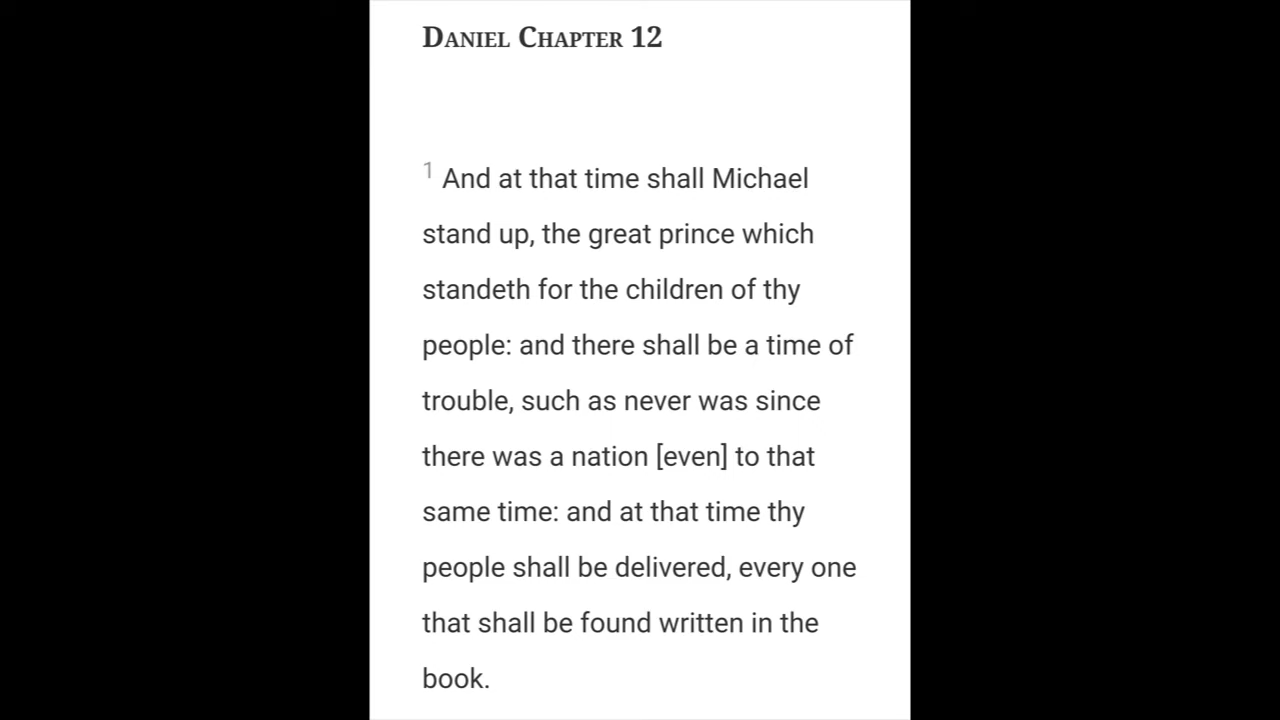 Daniel Chapter 12
1 And at that time shall Michael
stand up, the great prince which
standeth for the children of thy
people: and there shall be a time of
trouble, such as never was since
there was a nation [even] to that
same time: and at that time thy
people shall be delivered, every one
that shall be found written in the
book.